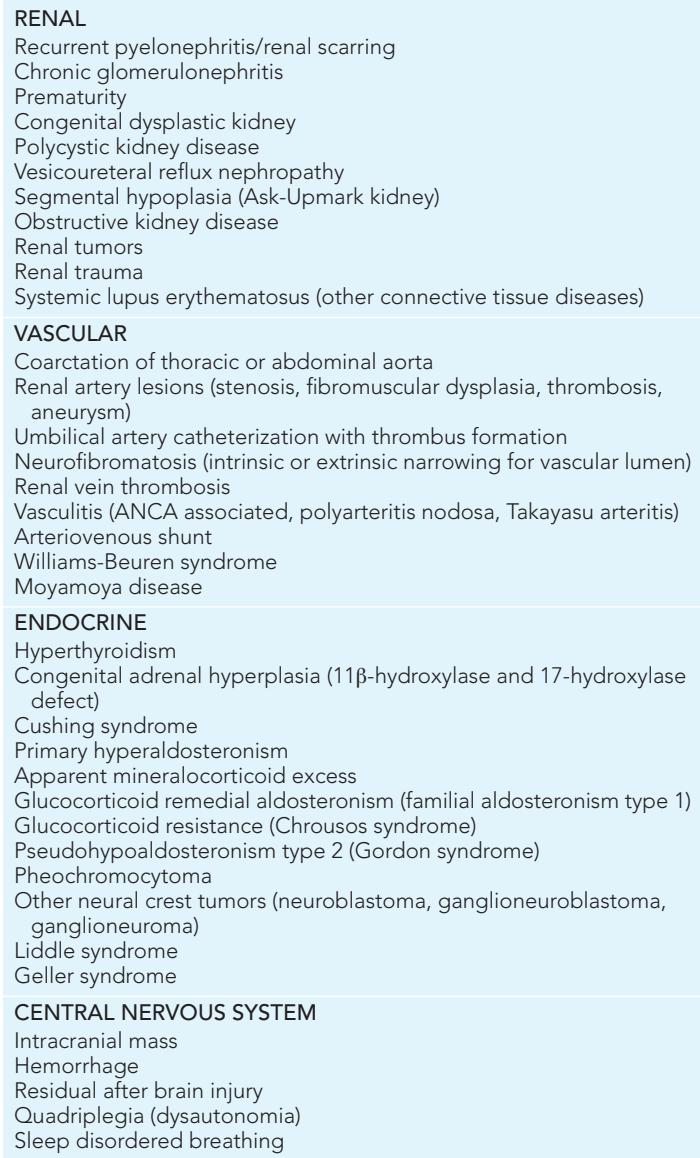 RENAL
Recurrent pyelonephritis/renal scarring
Chronic glomerulonephritis
Prematurity
Congenital dysplastic kidney
Polycystic kidney disease
Vesicoureteral reflux nephropathy
Segmental hypoplasia (Ask-Upmark kidney)
Obstructive kidney disease
Renal tumors
Renal trauma
Systemic lupus erythematosus (other connective tissue diseases)
VASCULAR
Coarctation of thoracic or abdominal aorta
Renal artery lesions (stenosis, fibromuscular dysplasia, thrombosis,
aneurysm)
Umbilical artery catheterization with thrombus formation
Neurofibromatosis (intrinsic or extrinsic narrowing for vascular lumen)
Renal vein thrombosis
Vasculitis (ANCA associated, polyarteritis nodosa, Takayasu arteritis)
Arteriovenous shunt
Williams-Beuren syndrome
Moyamoya disease
ENDOCRINE
Hyperthyroidism
Congenital adrenal hyperplasia (11β-hydroxylase and 17-hydroxylase
defect)
Cushing syndrome
Primary hyperaldosteronism
Apparent mineralocorticoid excess
Glucocorticoid remedial aldosteronism (familial aldosteronism type 1)
Glucocorticoid resistance (Chrousos syndrome)
Pseudohypoaldosteronism type 2 (Gordon syndrome)
Pheochromocytoma
Other neural crest tumors (neuroblastoma, ganglioneuroblastoma,
ganglioneuroma)
Liddle syndrome
Geller syndrome
CENTRAL NERVOUS SYSTEM
Intracranial mass
Hemorrhage
Residual after brain injury
Quadriplegia (dysautonomia)
Sleep disordered breathing